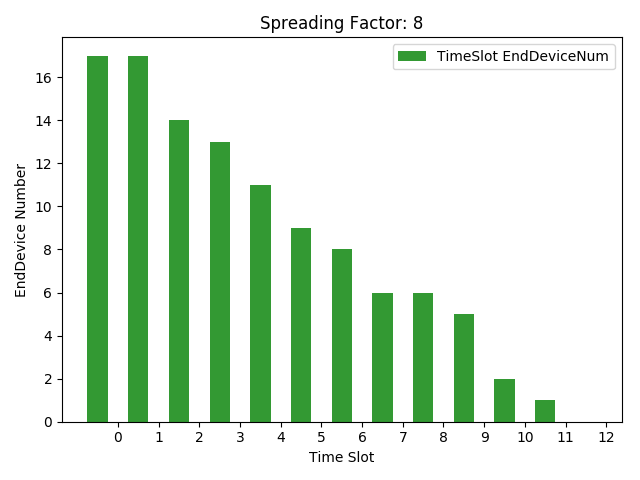 Spreading Factor: 8
TimeSlot EndDeviceNum
EndDevice Number
16
14
12
10
8
6
4
2
0
0 1 2 3 4 5 6 7 8 9 10 11 12
Time Slot